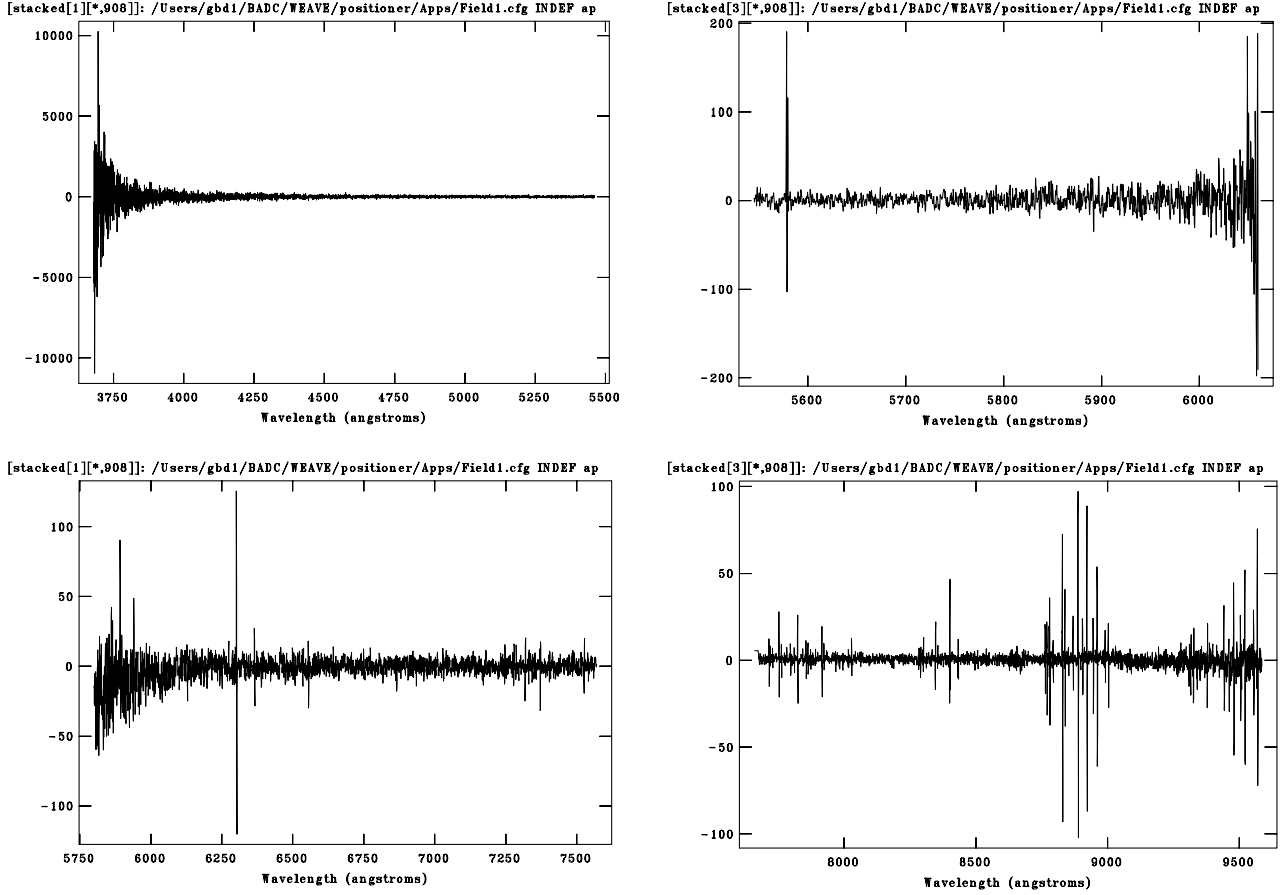 [stacked[1][*,908]]: /Users/gbd1/BADC/WEAVE/positioner/Apps/Field1.cfg INDEF ap
10000
5000
0
-5000
-10000
3750 4000 4250 4500 4750 5000 5250 5500
Wavelength (angstroms)
[stacked[3][*,908]]: /Users/gbd1/BADC/WEAVE/positioner/Apps/Field1.cfg INDEF ap
200
100
0
-100
-200
5600 5700 5800 5900 6000
Wavelength (angstroms)
[stacked[1][*,908]]: /Users/gbd1/BADC/WEAVE/positioner/Apps/Field1.cfg INDEF ap
100
50
0
-50
-100
5750 6000 6250 6500 6750 7000 7250 7500
Wavelength (angstroms)
[stacked[3][*,908]]: /Users/gbd1/BADC/WEAVE/positioner/Apps/Field1.cfg INDEF ap
100
50
0
-50
-100
8000 8500 9000 9500
Wavelength (angstroms)